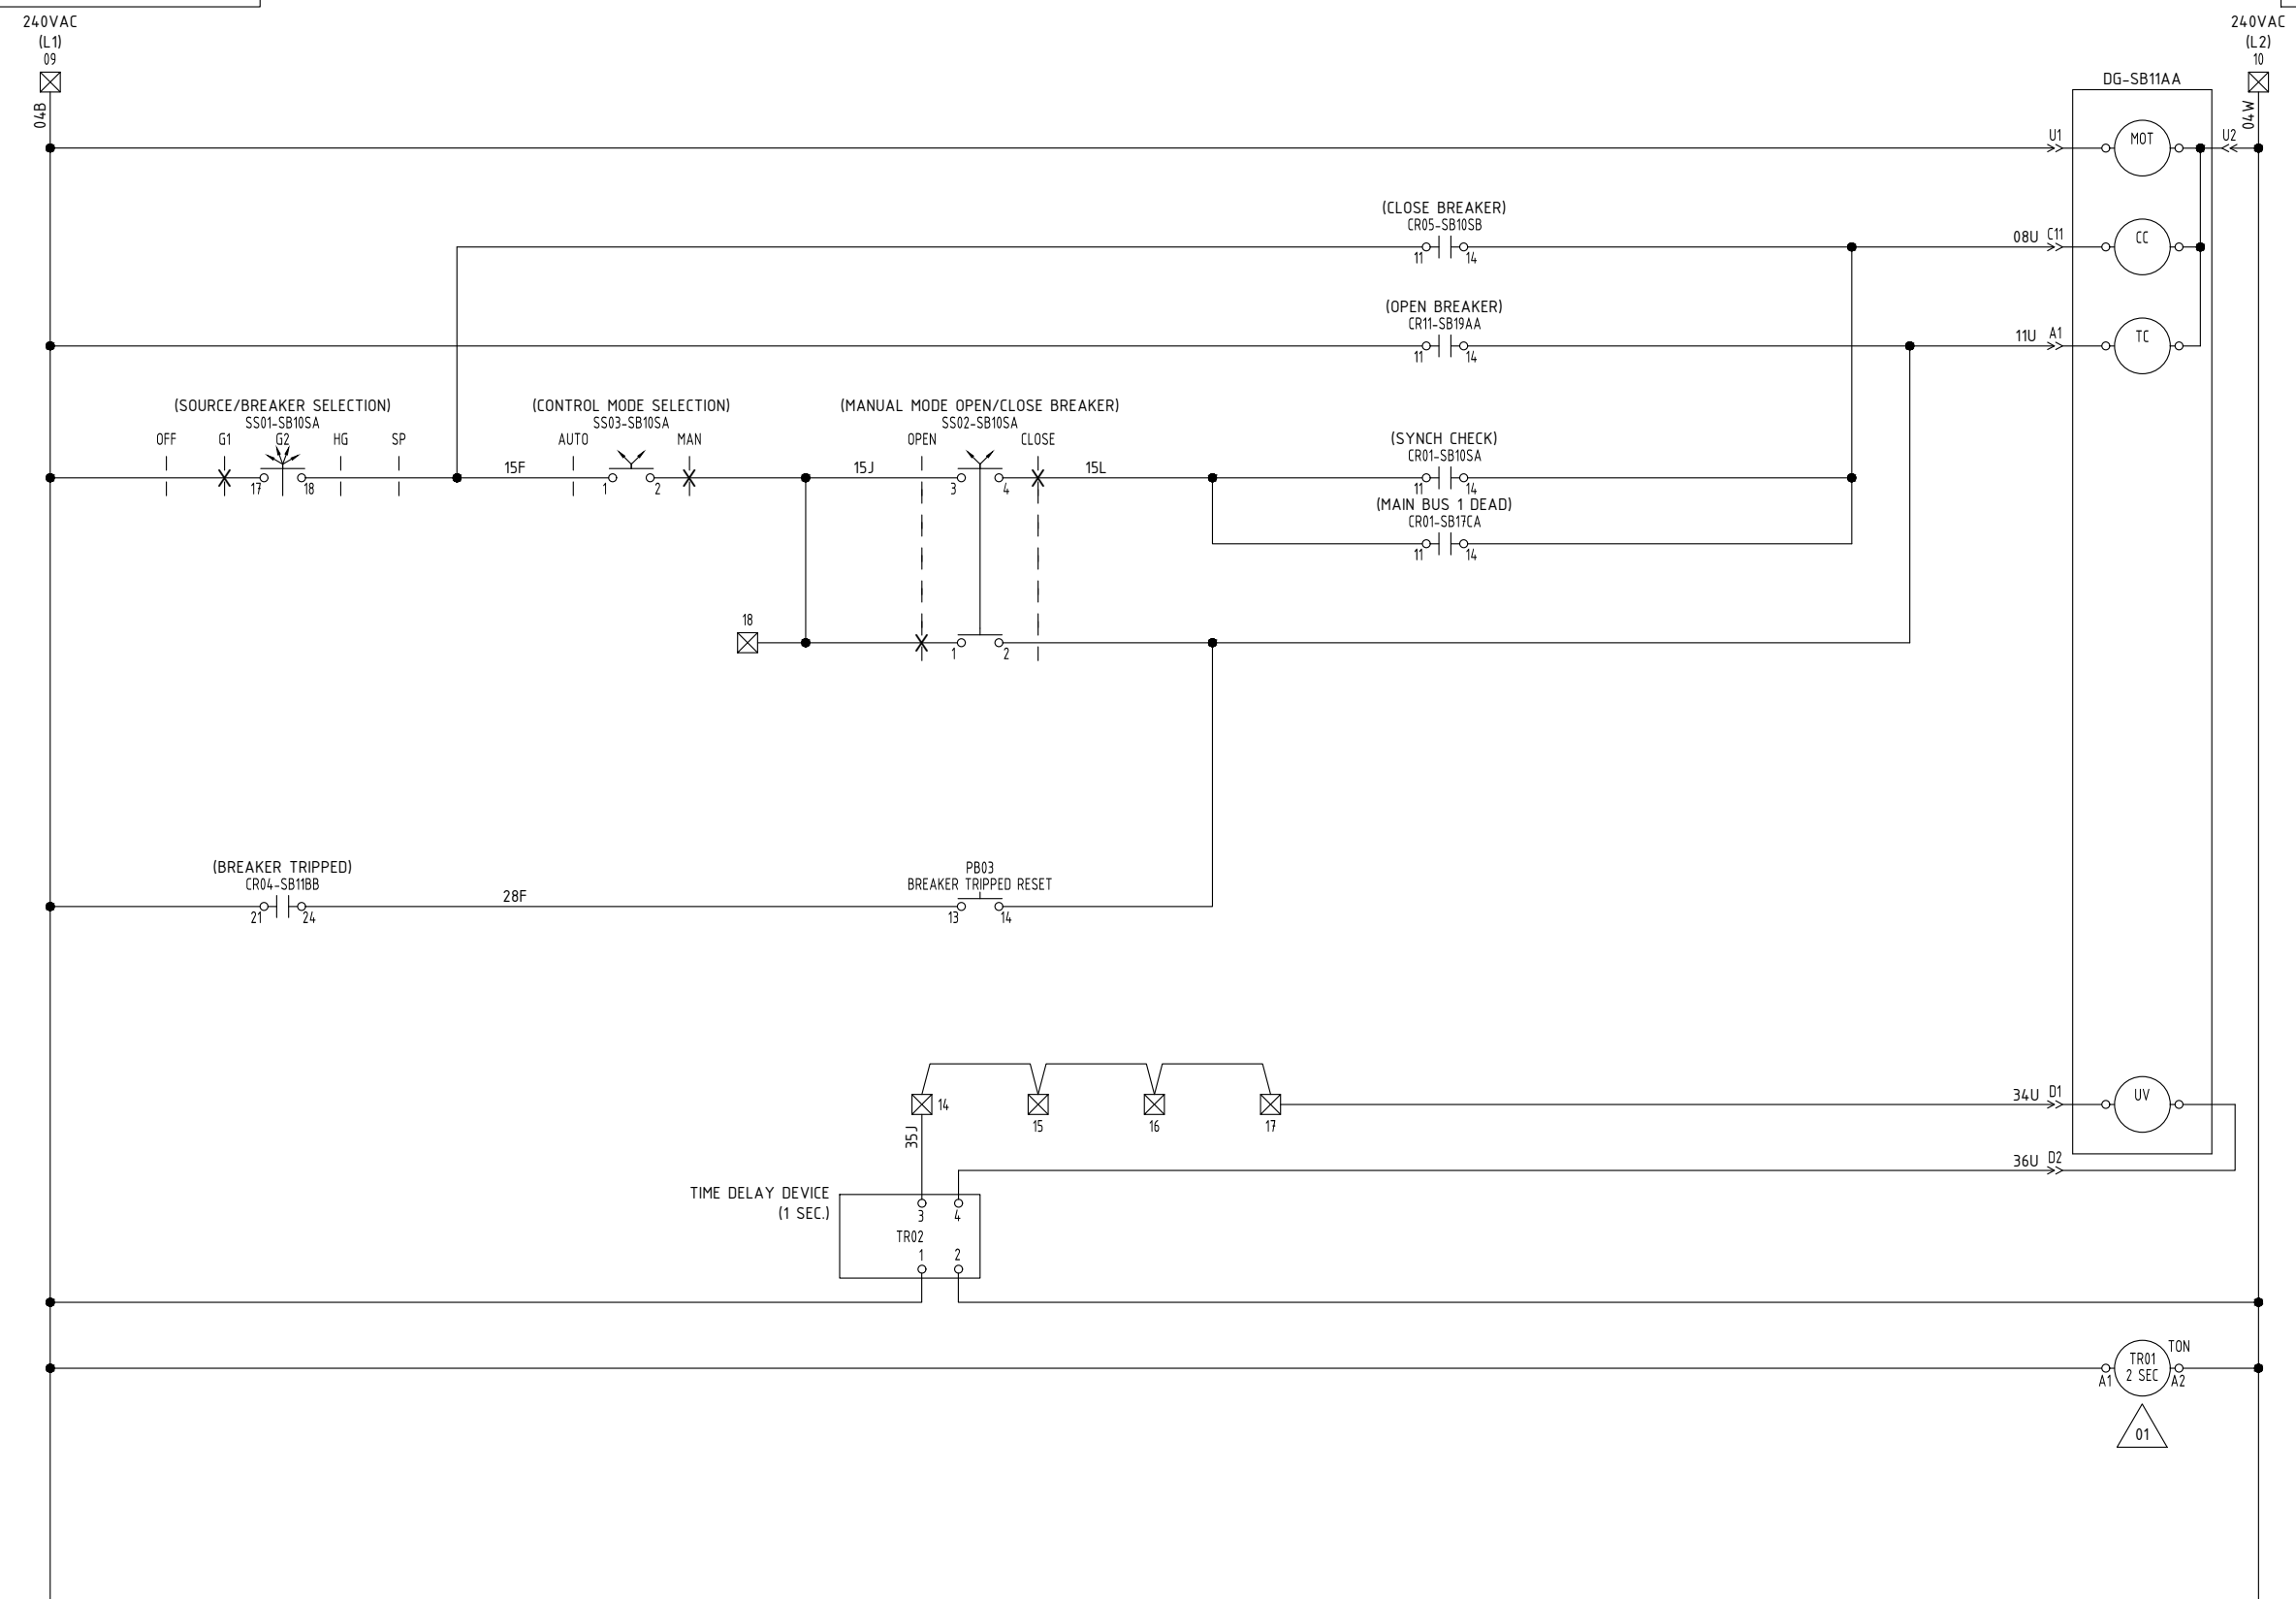 240VAC
(L1)
09
04B
240VAC
(L2)
10
04W
DG-SB11AA
U1
MOT
U2
(CLOSE BREAKER)
CR05-SB10SB
11
14
08U
C11
CC
(OPEN BREAKER)
CR11-SB19AA
11
14
11U
A1
TC
(SOURCE/BREAKER SELECTION)
SS01-SB10SA
OFF
G1
G2
HG
SP
17
18
15F
(CONTROL MODE SELECTION)
SS03-SB10SA
AUTO
MAN
1
2
15J
(MANUAL MODE OPEN/CLOSE BREAKER)
SS02-SB10SA
OPEN
CLOSE
3
4
15L
(SYNCH CHECK)
CR01-SB10SA
11
14
(MAIN BUS 1 DEAD)
CR01-SB17CA
11
14
18
1
2
(BREAKER TRIPPED)
CR04-SB11BB
21
24
28F
PB03
BREAKER TRIPPED RESET
13
14
14
15
16
17
34U
D1
UV
35J
36U
D2
TIME DELAY DEVICE
(1 SEC.)
3
4
TR02
1
2
TON
TR01
2 SEC
A1
A2
01